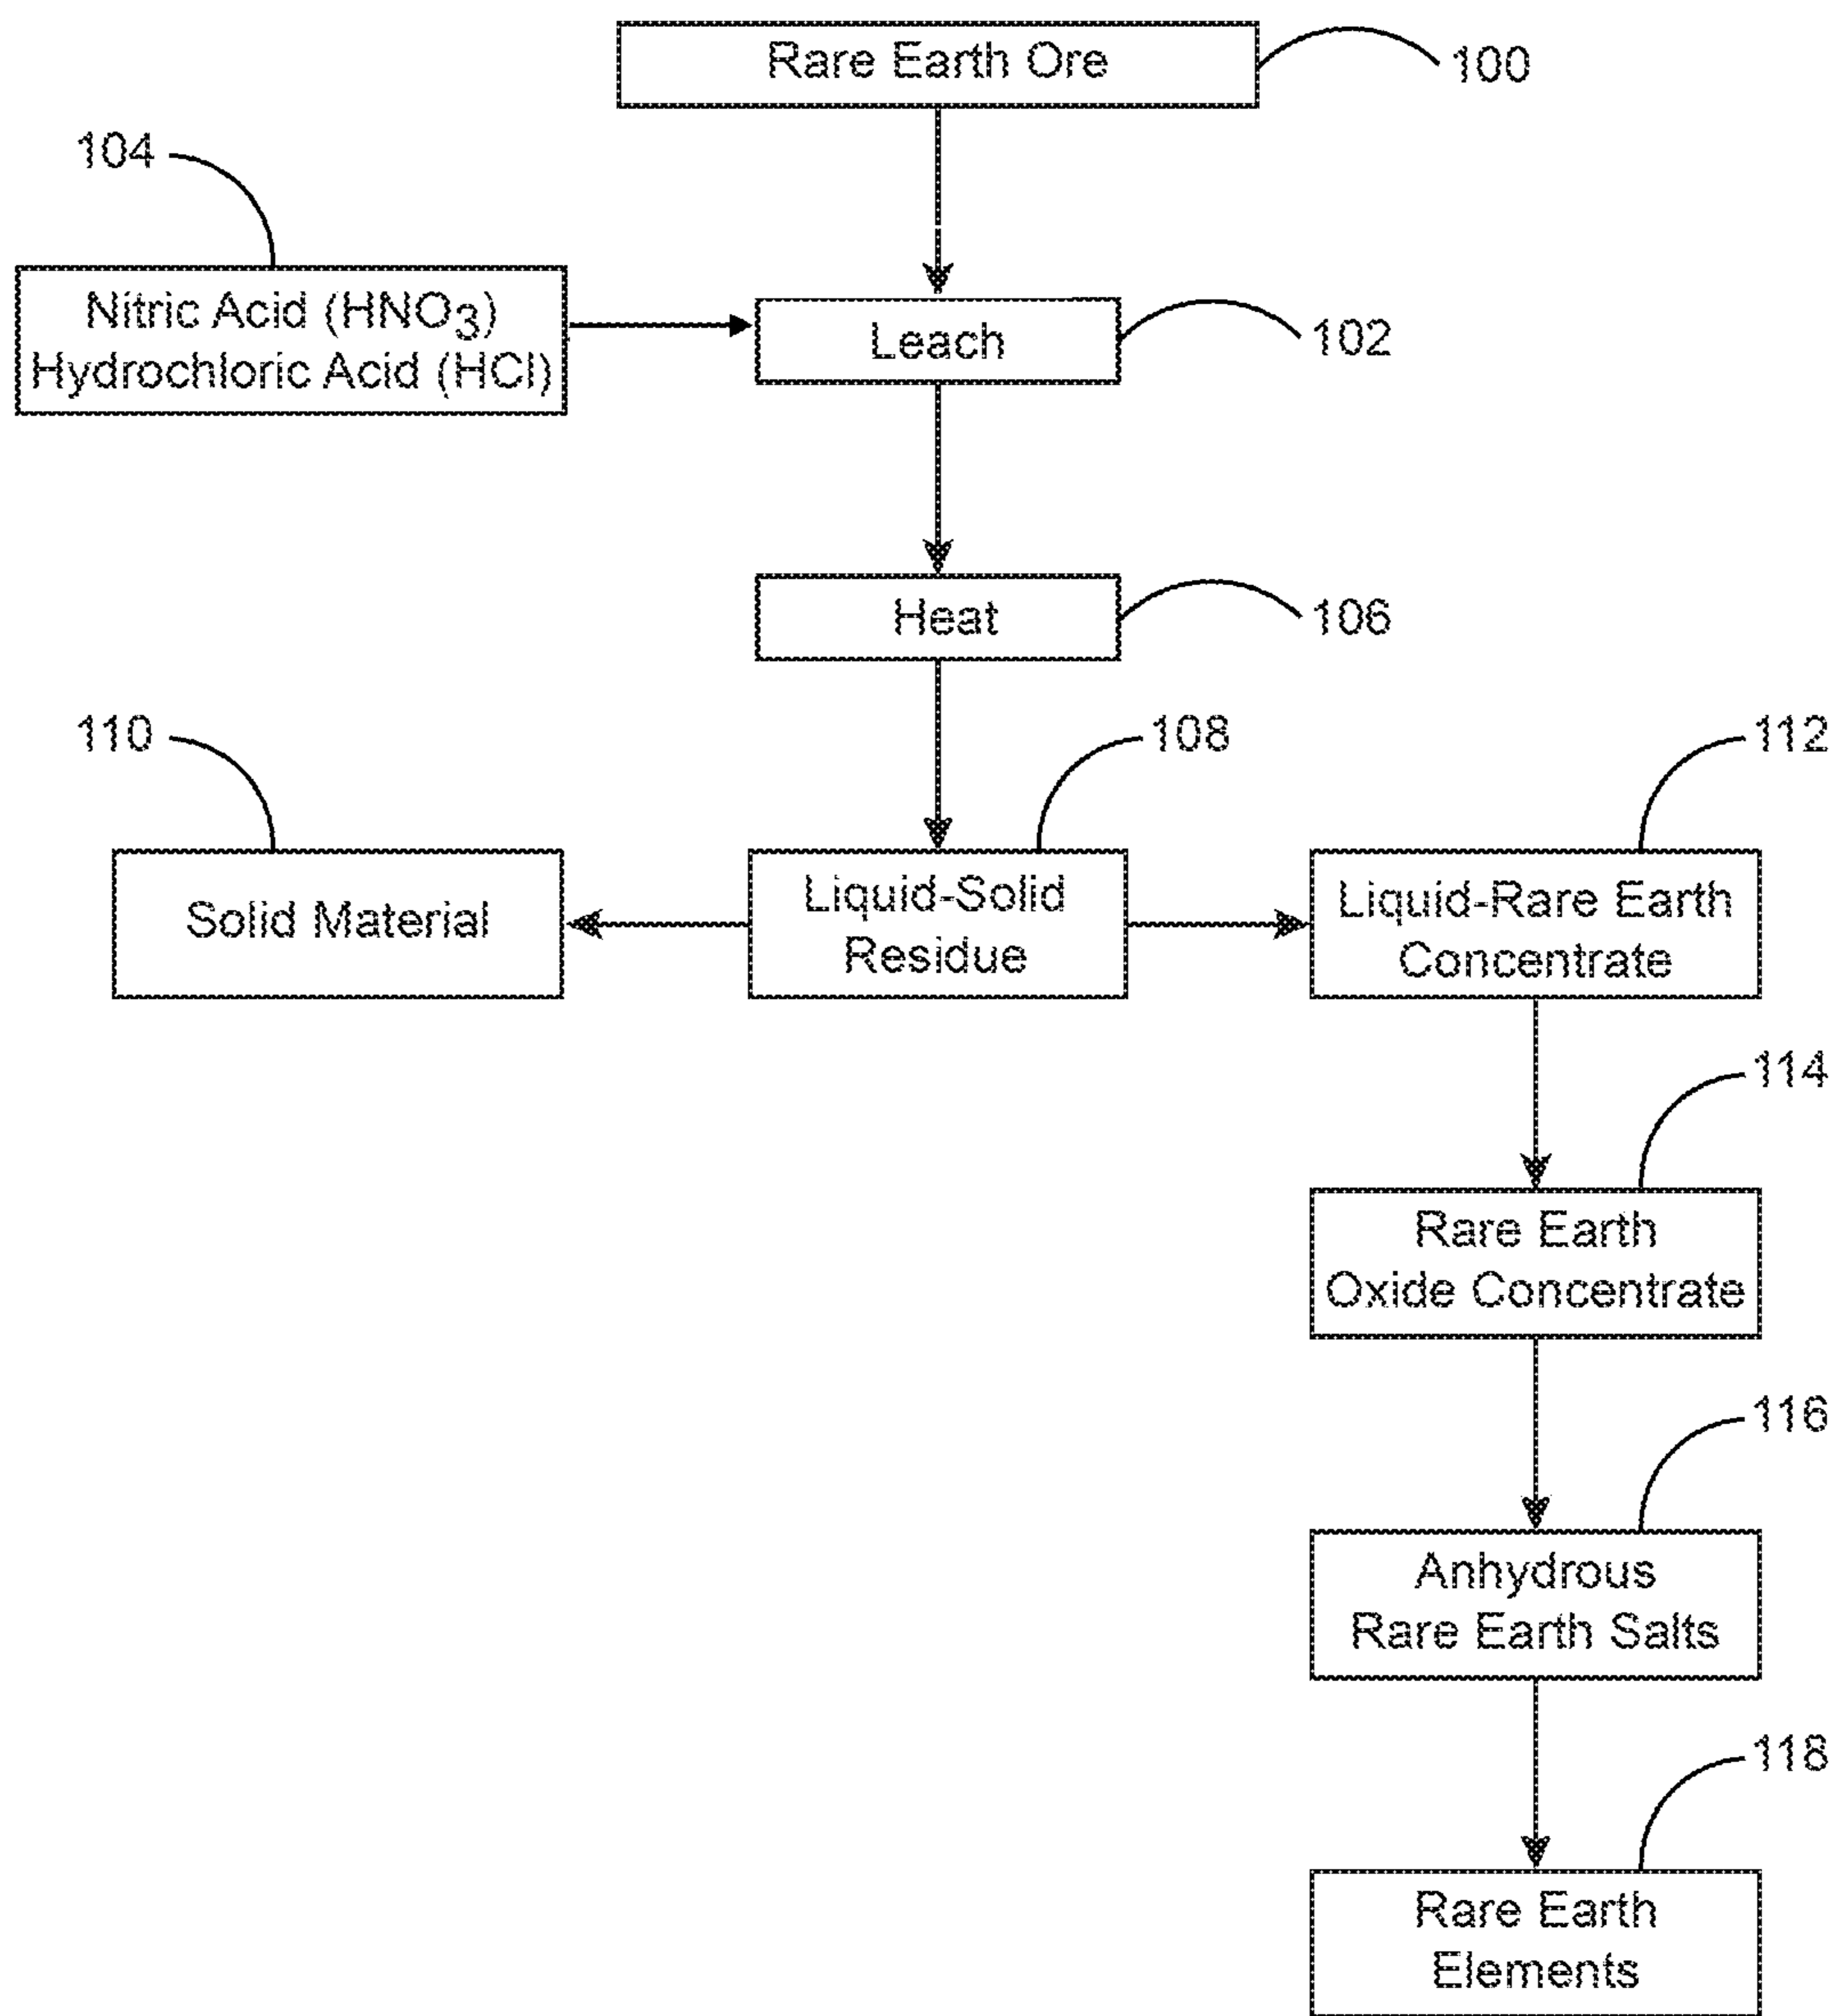 Rare Earth Ore
100
104
Nitric Acid (HNO3)
Hydrochloric Acid (HCl)
Leach
102
Heat
106
110
108
112
Solid Material
Liquid-Solid
Residue
Liquid-Rare Earth
Concentrate
114
Rare Earth
Oxide Concentrate
116
Anhydrous
Rare Earth Salts
118
Rare Earth
Elements